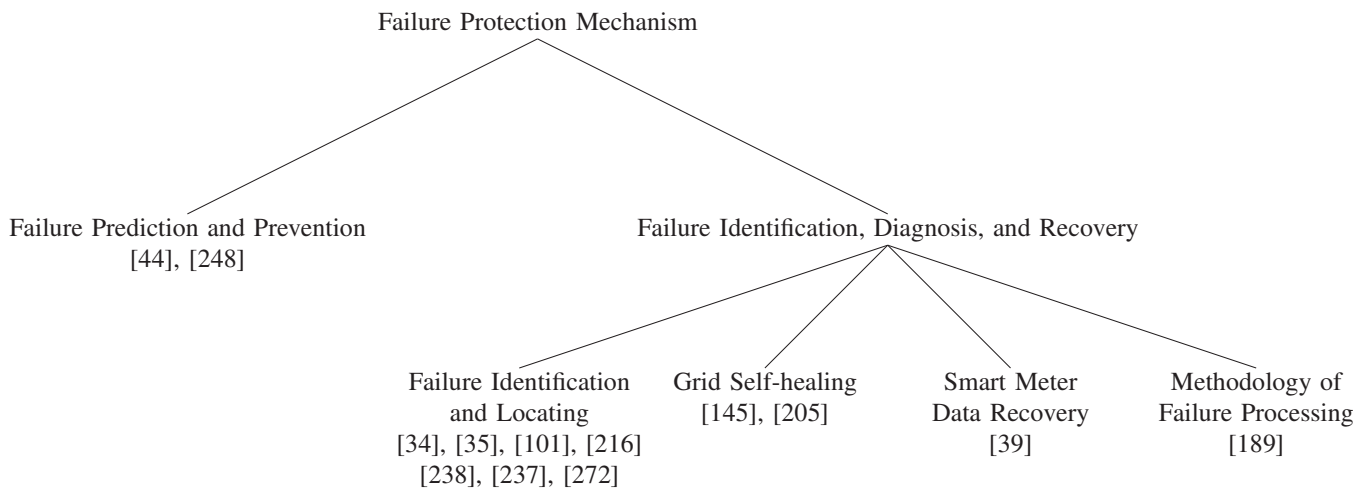 Failure Protection Mechanism
Failure Prediction and Prevention
[44], [248]
Failure Identification, Diagnosis, and Recovery
Failure Identification
and Locating
[34], [35], [101], [216]
[238], [237], [272]
Grid Self-healing
[145], [205]
Smart Meter
Data Recovery
[39]
Methodology of
Failure Processing
[189]